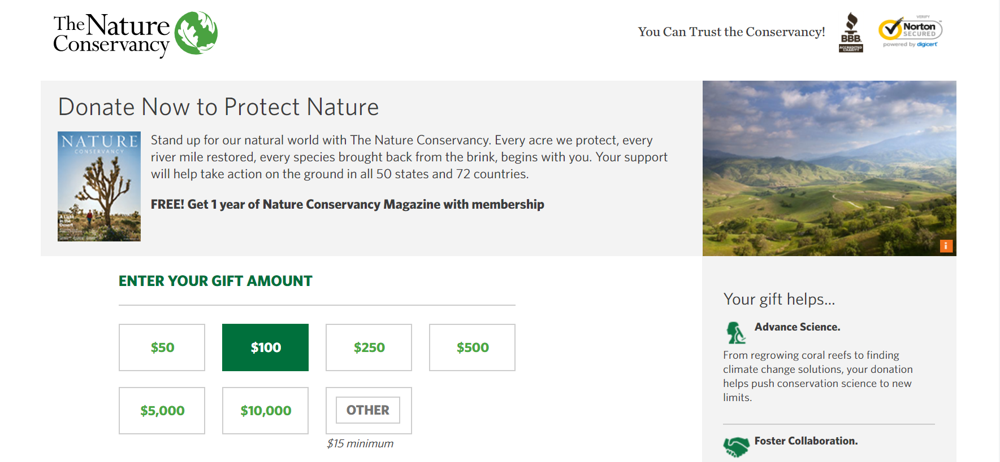 The Nature
Conservancy
You Can Trust the Conservancy!
BBB.
ACCREDITED
CHARITY
VERIFY
Norton
SECURED
powered by digicert
Donate Now to Protect Nature
NATURE
CONSERVANCY
A Light
in the
Desert
Stand up for our natural world with The Nature Conservancy. Every acre we protect, every
river mile restored, every species brought back from the brink, begins with you. Your support
will help take action on the ground in all 50 states and 72 countries.
FREE! Get 1 year of Nature Conservancy Magazine with membership
i
ENTER YOUR GIFT AMOUNT
$50
$100
$250
$500
$5,000
$10,000
OTHER
$15 minimum
Your gift helps...
Advance Science.
From regrowing coral reefs to finding
climate change solutions, your donation
helps push conservation science to new
limits.
Foster Collaboration.